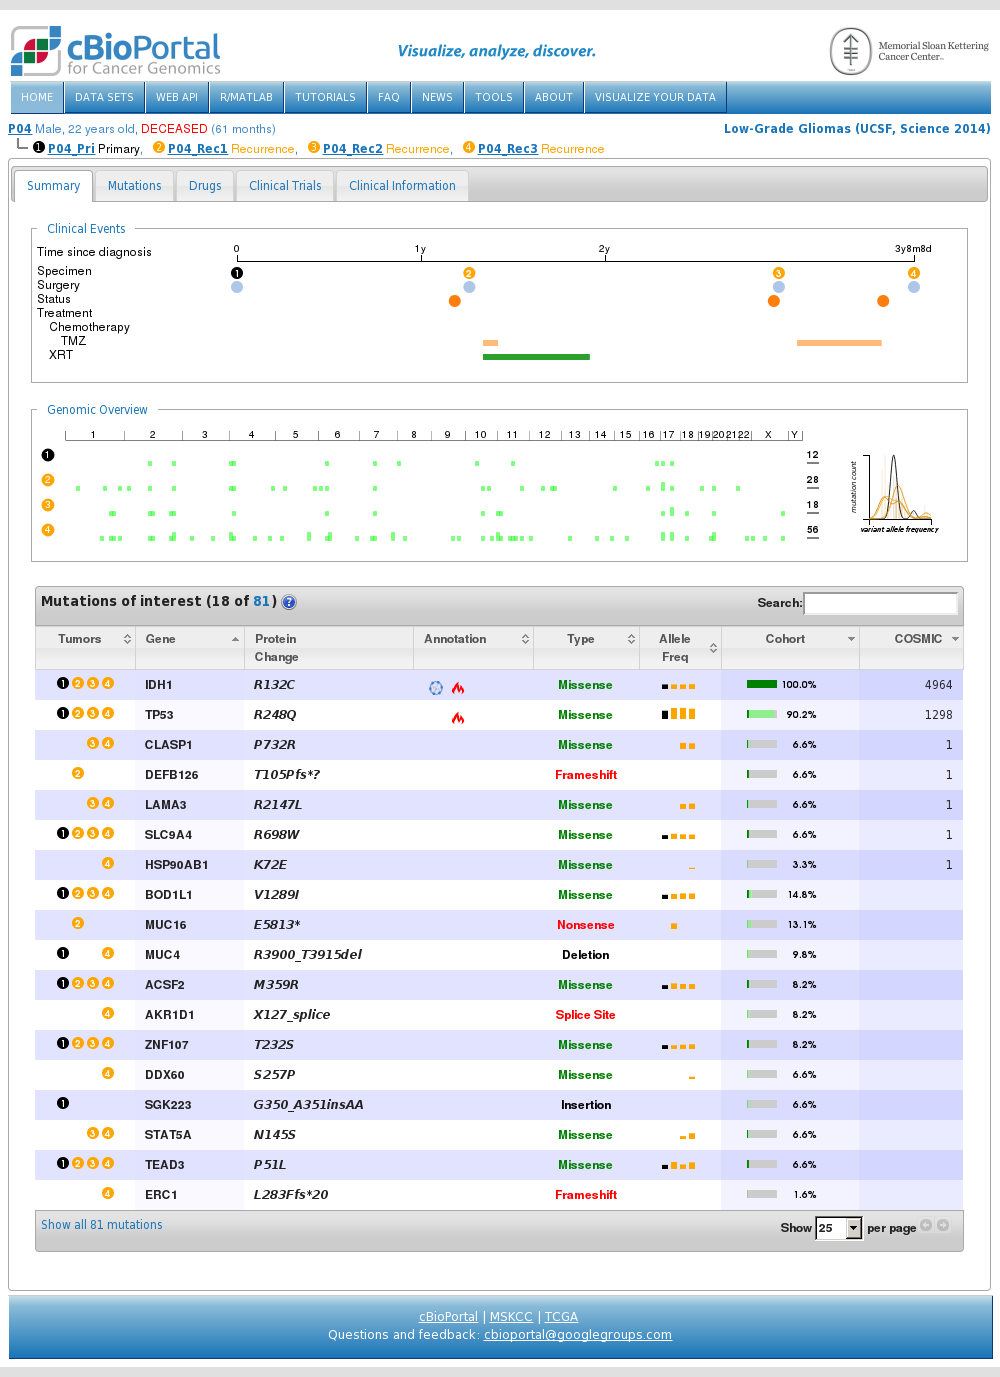 cBioPortal
for Cancer Genomics
Visualize, analyze, discover.
Memorial Sloan Kettering
Cancer Center
HOME DATA SETS WEB API R/MATLAB TUTORIALS FAQ NEWS TOOLS ABOUT VISUALIZE YOUR DATA
P04 Male, 22 years old, DECEASED (61 months) Low-Grade Gliomas (UCSF, Science 2014)
1 P04_Pri Primary, 2 P04_Rec1 Recurrence, 3 P04_Rec2 Recurrence, 4 P04_Rec3 Recurrence
Summary Mutations Drugs Clinical Trials Clinical Information
Clinical Events
Time since diagnosis 0 1y 2y 3y8m8d
Specimen 1 2 3 4
Surgery
Status
Treatment
Chemotherapy
TMZ
XRT
Genomic Overview
1 2 3 4 5 6 7 8 9 10 11 12 13 14 15 16 17 18 19 20 21 22 X Y
1 12
2 28
3 18
4 56
mutation count
variant allele frequency
Mutations of interest (18 of 81) ? Search:
Tumors Gene Protein Change Annotation Type Allele Freq Cohort COSMIC
1 2 3 4 IDH1 R132C Missense 100.0% 4964
1 2 3 4 TP53 R248Q Missense 90.2% 1298
3 4 CLASP1 P732R Missense 6.6% 1
2 DEFB126 T105Pfs*? Frameshift 6.6% 1
3 4 LAMA3 R2147L Missense 6.6% 1
1 2 3 4 SLC9A4 R698W Missense 6.6% 1
4 HSP90AB1 K72E Missense 3.3% 1
1 2 3 4 BOD1L1 V1289I Missense 14.8%
2 MUC16 E5813* Nonsense 13.1%
1 4 MUC4 R3900_T3915del Deletion 9.8%
1 2 3 4 ACSF2 M359R Missense 8.2%
4 AKR1D1 X127_splice Splice Site 8.2%
1 2 3 4 ZNF107 T232S Missense 8.2%
4 DDX60 S257P Missense 6.6%
1 SGK223 G350_A351insAA Insertion 6.6%
3 4 STAT5A N145S Missense 6.6%
1 2 3 4 TEAD3 P51L Missense 6.6%
4 ERC1 L283Ffs*20 Frameshift 1.6%
Show all 81 mutations Show 25 per page
cBioPortal | MSKCC | TCGA
Questions and feedback: cbioportal@googlegroups.com